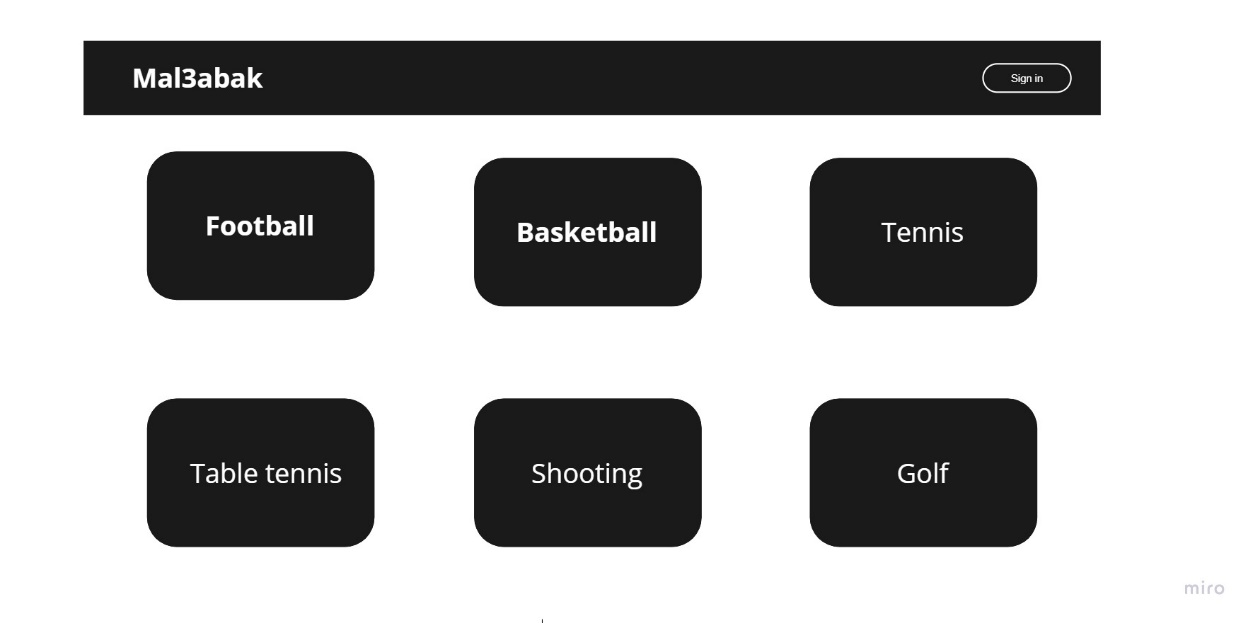 Mal3abak
Sign in
Football
Basketball
Tennis
Table tennis
Shooting
Golf
miro